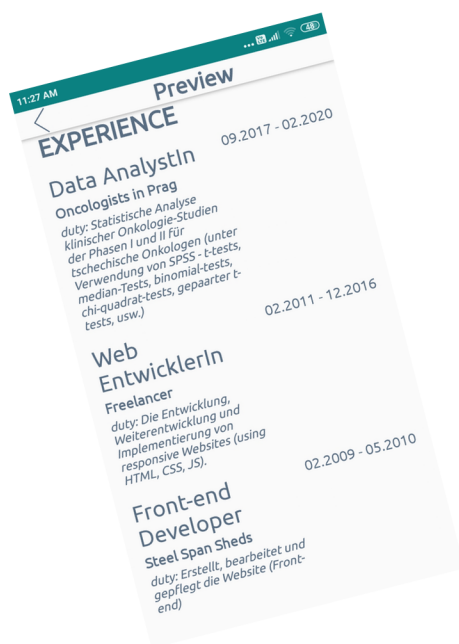 11:27 AM
48
Preview
EXPERIENCE
Data AnalystIn
09.2017 - 02.2020
Oncologists in Prag
duty: Statistische Analyse
klinischer Onkologie-Studien
der Phasen I und II für
tschechische Onkologen (unter
Verwendung von SPSS - t-tests,
median-Tests, binomial-tests,
chi-quadrat-tests, gepaarter t-
tests, usw.)
Web
EntwicklerIn
02.2011 - 12.2016
Freelancer
duty: Die Entwicklung,
Weiterentwicklung und
Implementierung von
responsive Websites (using
HTML, CSS, JS).
Front-end
Developer
02.2009 - 05.2010
Steel Span Sheds
duty: Erstellt, bearbeitet und
gepflegt die Website (Front-
end)